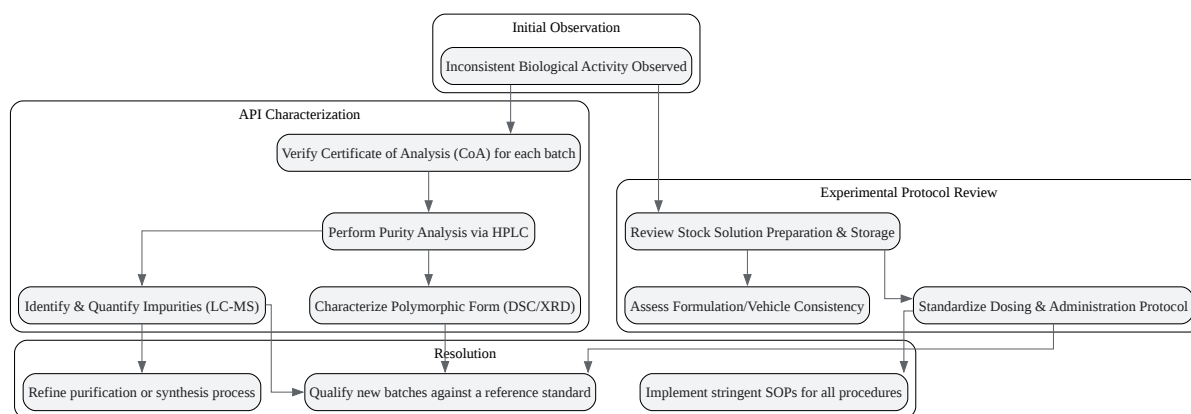 Initial Observation
Inconsistent Biological Activity Observed
API Characterization
Verify Certificate of Analysis (CoA) for each batch
Experimental Protocol Review
Perform Purity Analysis via HPLC
Review Stock Solution Preparation & Storage
Identify & Quantify Impurities (LC-MS)
Characterize Polymorphic Form (DSC/XRD)
Assess Formulation/Vehicle Consistency
Standardize Dosing & Administration Protocol
Resolution
Refine purification or synthesis process
Qualify new batches against a reference standard
Implement stringent SOPs for all procedures